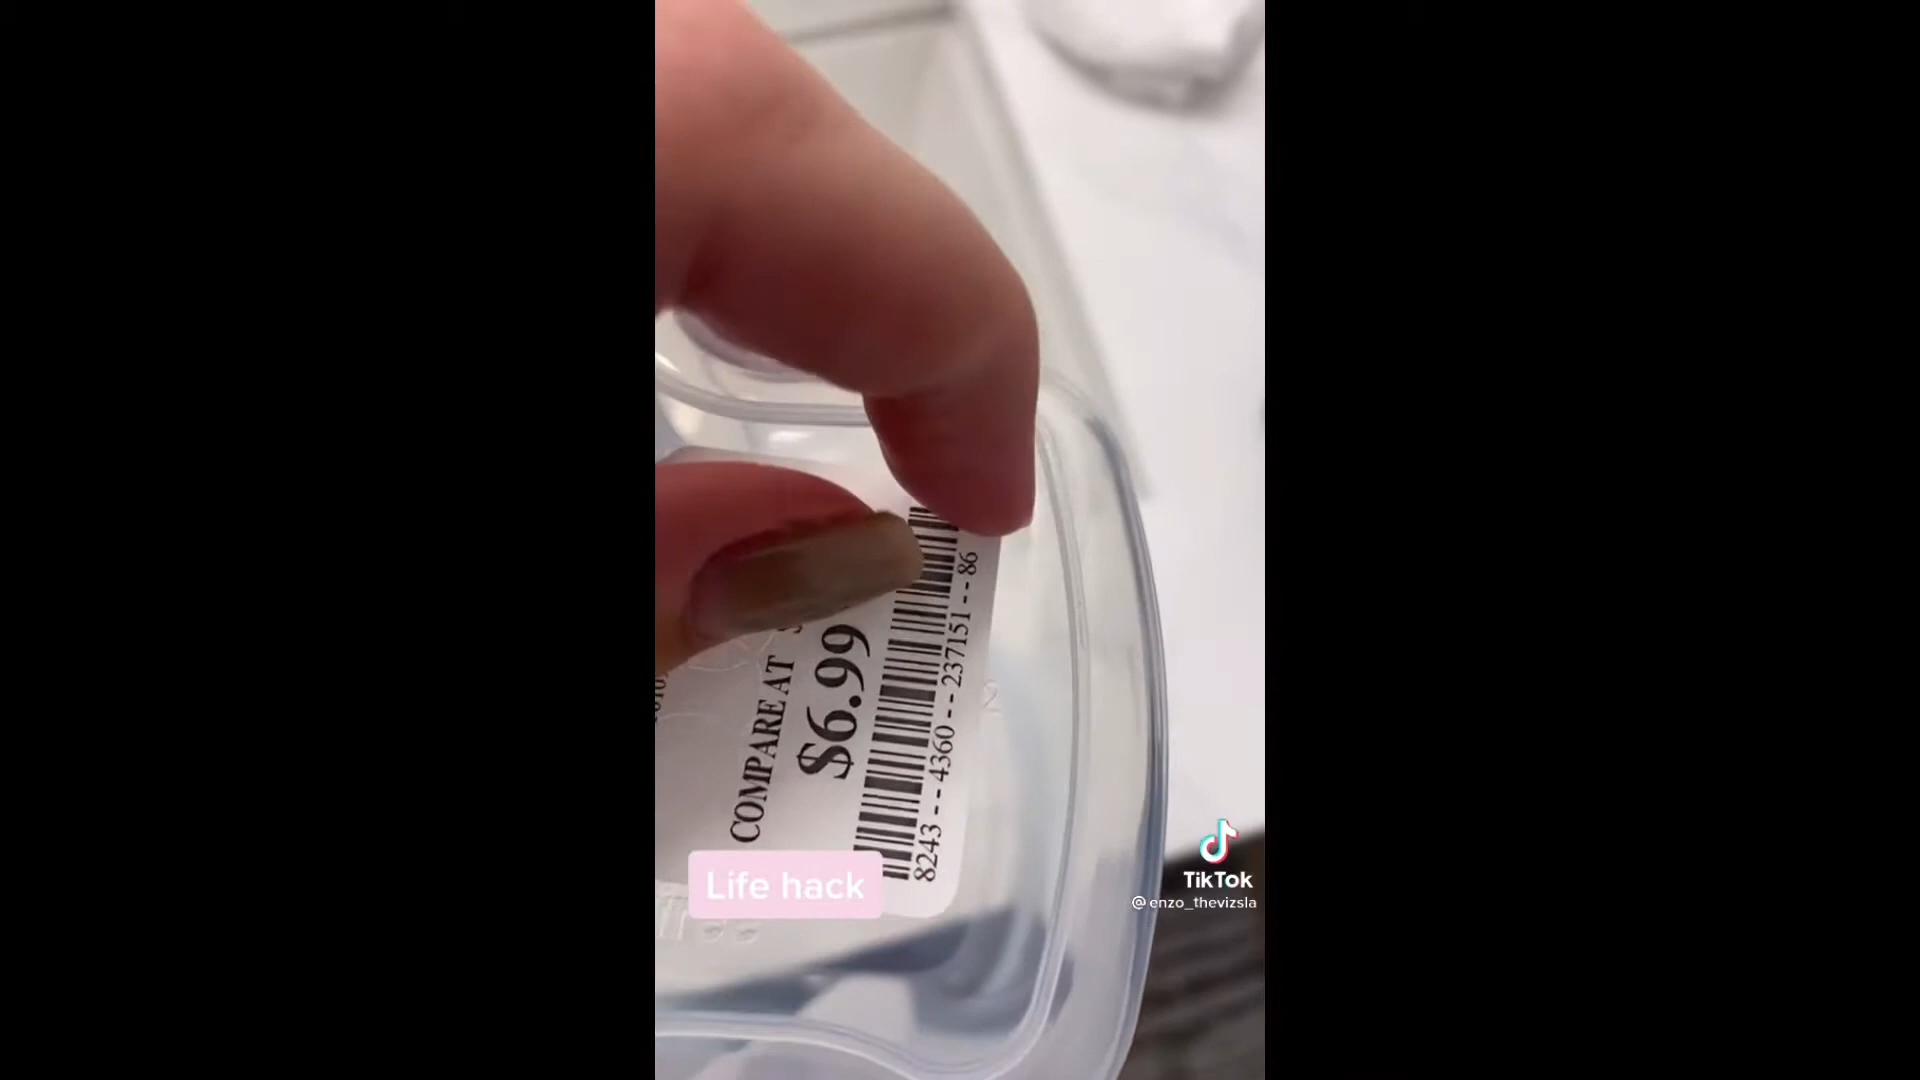 COMPARE AT
$6.99
8243--4360--237151--86
Life hack
TikTok
@enzo_thevizsla